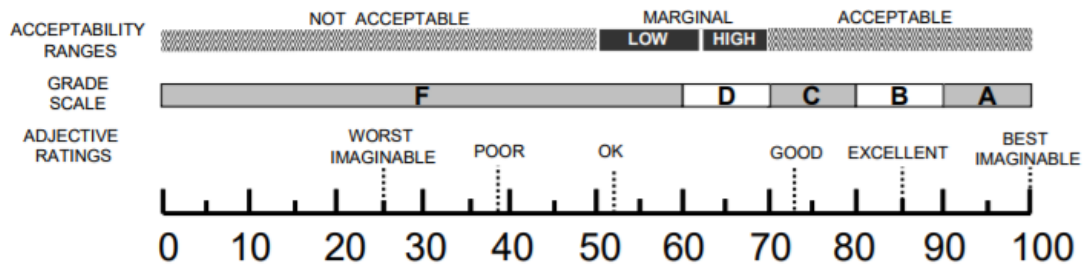 NOT ACCEPTABLE MARGINAL ACCEPTABLE
ACCEPTABILITY
RANGES
LOW HIGH
GRADE
SCALE
F D C B A
ADJECTIVE
RATINGS
WORST
IMAGINABLE
POOR
OK
GOOD
EXCELLENT
BEST
IMAGINABLE
0 10 20 30 40 50 60 70 80 90 100